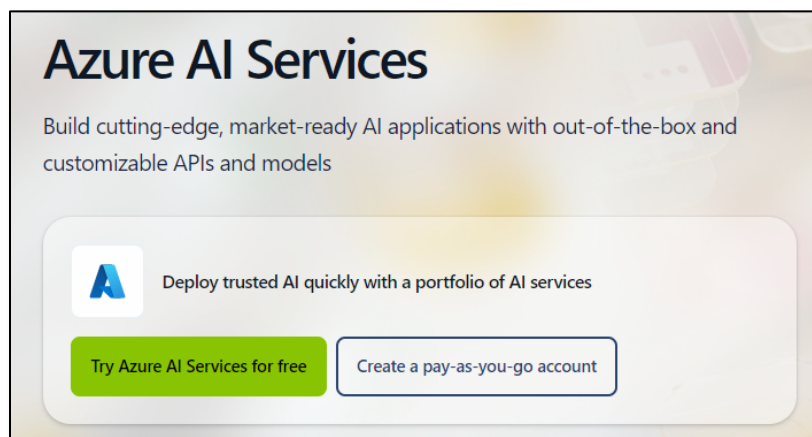 Azure AI Services
Build cutting-edge, market-ready AI applications with out-of-the-box and
customizable APIs and models
Deploy trusted AI quickly with a portfolio of AI services
Try Azure AI Services for free
Create a pay-as-you-go account